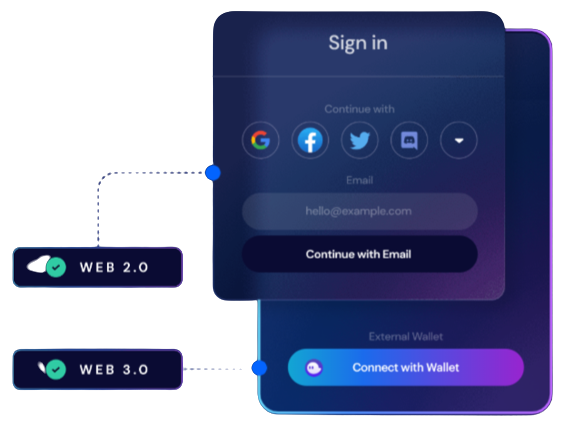 Sign in
Continue with
Email
hello@example.com
Continue with Email
WEB 2.0
External Wallet
WEB 3.0
Connect with Wallet